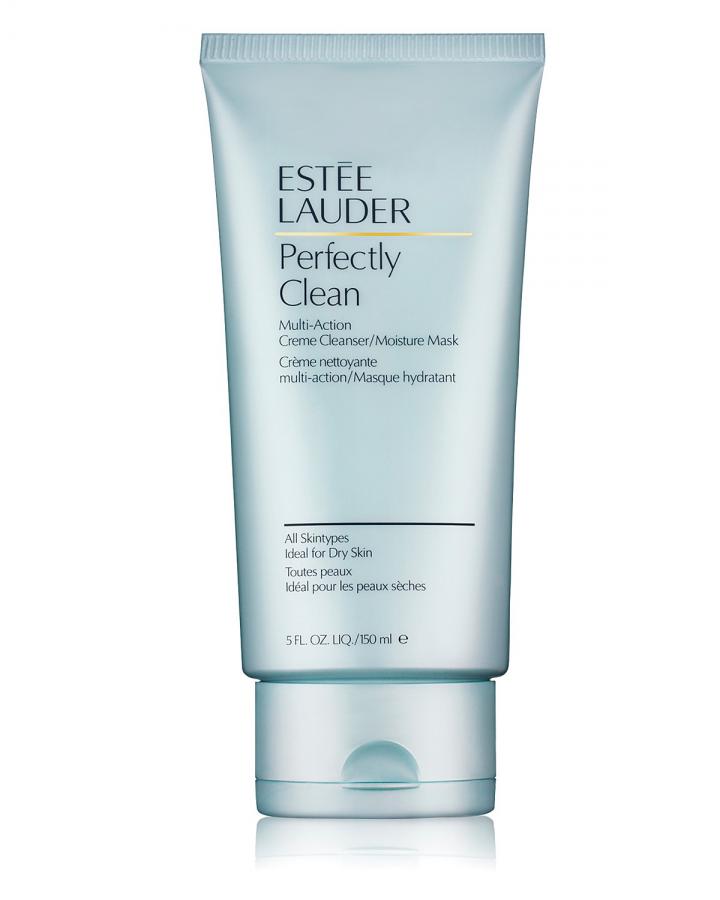 ESTĒE
LAUDER
Perfectly
Clean
Multi-Action
Creme Cleanser/Moisture Mask
Crème nettoyante
multi-action/Masque hydratant
All Skintypes
Ideal for Dry Skin
Toutes peaux
Idéal pour les peaux sèches
5 FL. OZ. LIQ./150 ml ℮